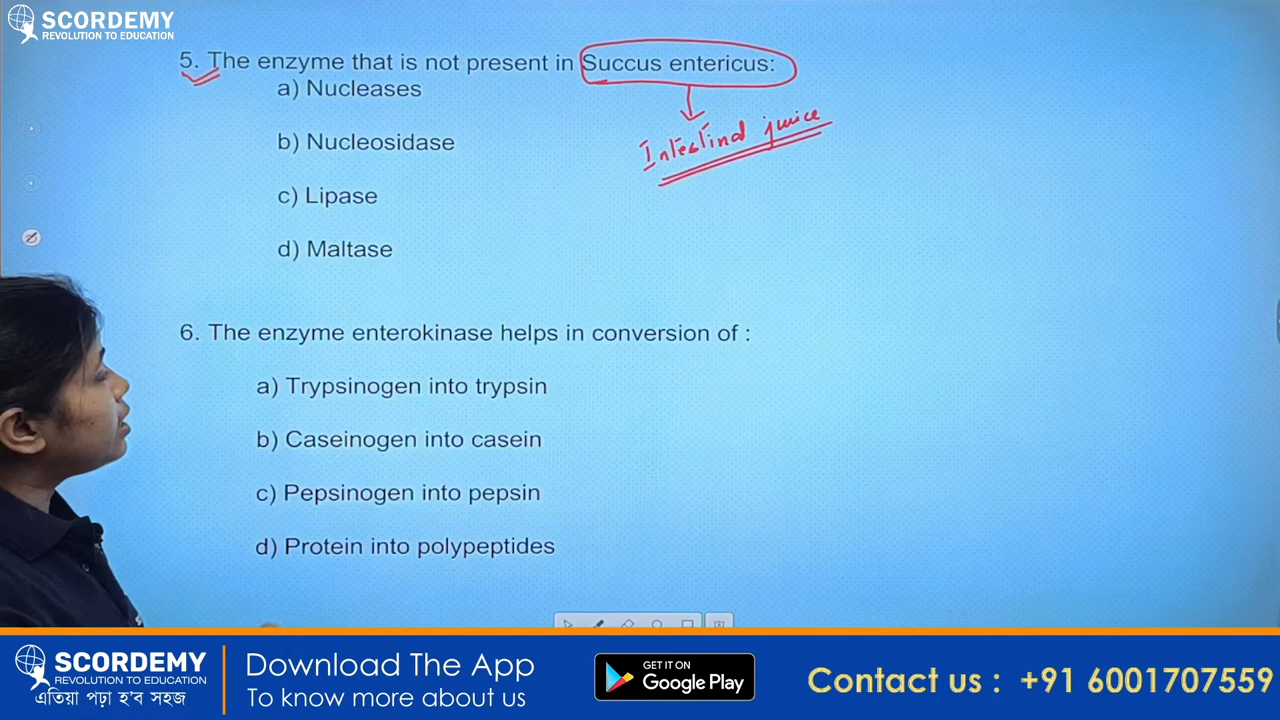 SCORDEMY
REVOLUTION TO EDUCATION
5. The enzyme that is not present in Succus entericus:
a) Nucleases
Intestinal juice
b) Nucleosidase
c) Lipase
d) Maltase
6. The enzyme enterokinase helps in conversion of :
a) Trypsinogen into trypsin
b) Caseinogen into casein
c) Pepsinogen into pepsin
d) Protein into polypeptides
SCORDEMY
REVOLUTION TO EDUCATION
এতিয়া পঢ়া হ'ব সহজ
Download The App
To know more about us
GET IT ON
Google Play
Contact us : +91 6001707559